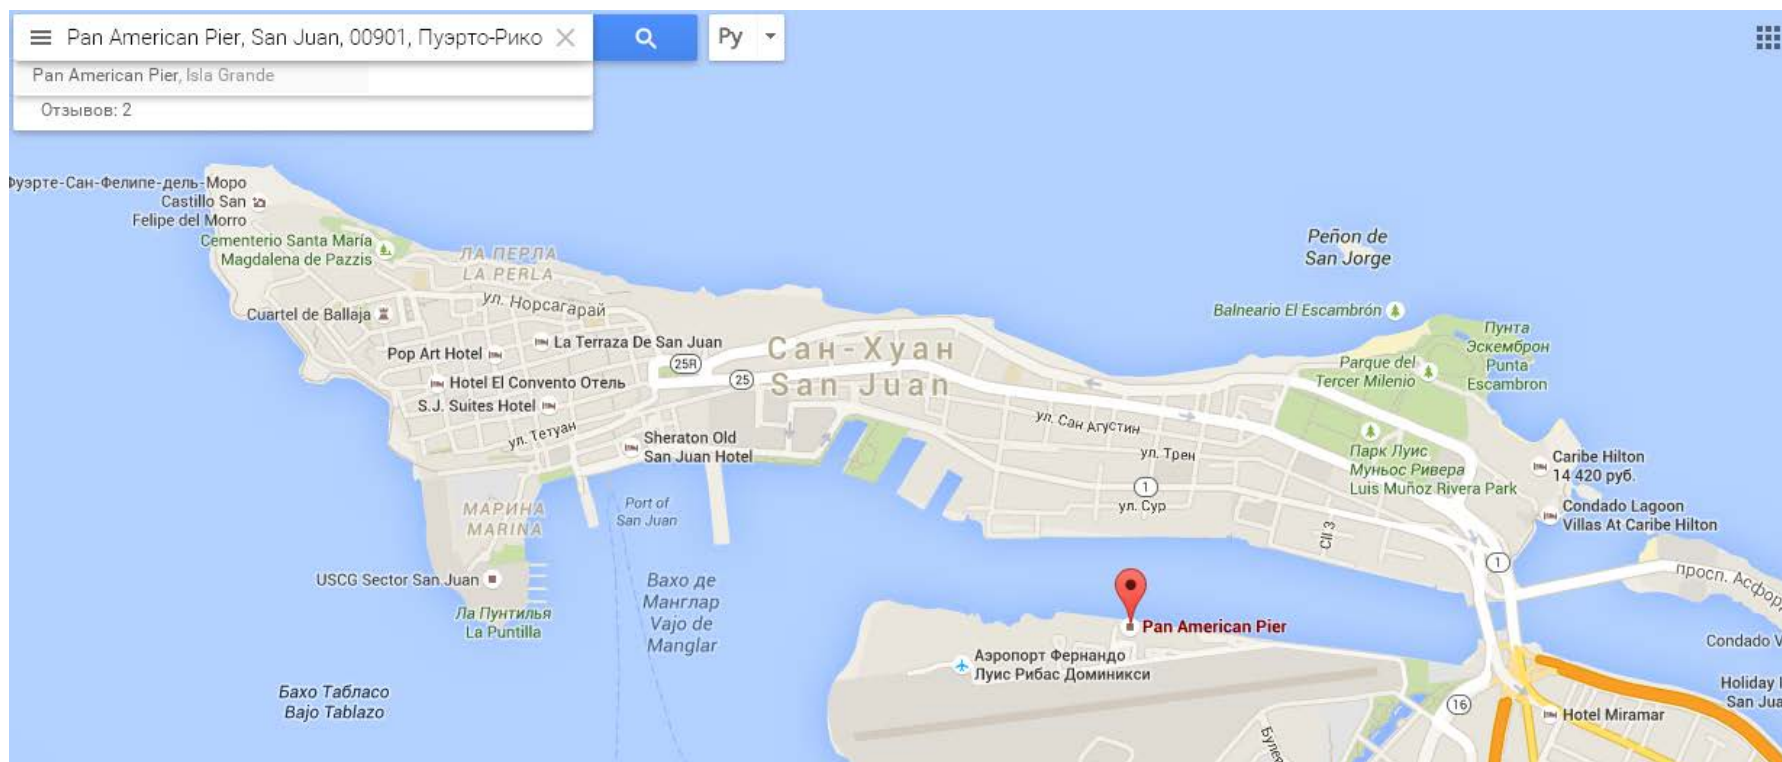 Pan American Pier, San Juan, 00901, Пуэрто-Рико
Ру
Pan American Pier, Isla Grande
Отзывов: 2
Фуэрте-Сан-Фелипе-дель-Моро
Castillo San
Felipe del Morro
Cementerio Santa María
Magdalena de Pazzis
ЛА ПЕРЛА
LA PERLA
ул. Норсагарай
Cuartel de Ballaja
Pop Art Hotel
La Terraza De San Juan
Hotel El Convento Отель
S.J. Suites Hotel
ул. Тетуан
25R
25
Сан-Хуан
San Juan
Sheraton Old
San Juan Hotel
Peñon de
San Jorge
Balneario El Escambrón
Пунта
Эскемброн
Punta
Escambron
Parque del
Tercer Milenio
ул. Сан Агустин
ул. Трен
1
ул. Сур
Парк Луис
Муньос Ривера
Luis Muñoz Rivera Park
Caribe Hilton
14 420 руб.
Condado Lagoon
Villas At Caribe Hilton
МАРИНА
MARINA
Port of
San Juan
Cll 3
1
просп. Асфорд
USCG Sector San Juan
Ла Пунтилья
La Puntilla
Вахо де
Манглар
Vajo de
Manglar
Pan American Pier
Аэропорт Фернандо
Луис Рибас Доминикси
Condado V
Бахо Табласо
Bajo Tablazo
Holiday I
San Jua
16
Hotel Miramar
Булев